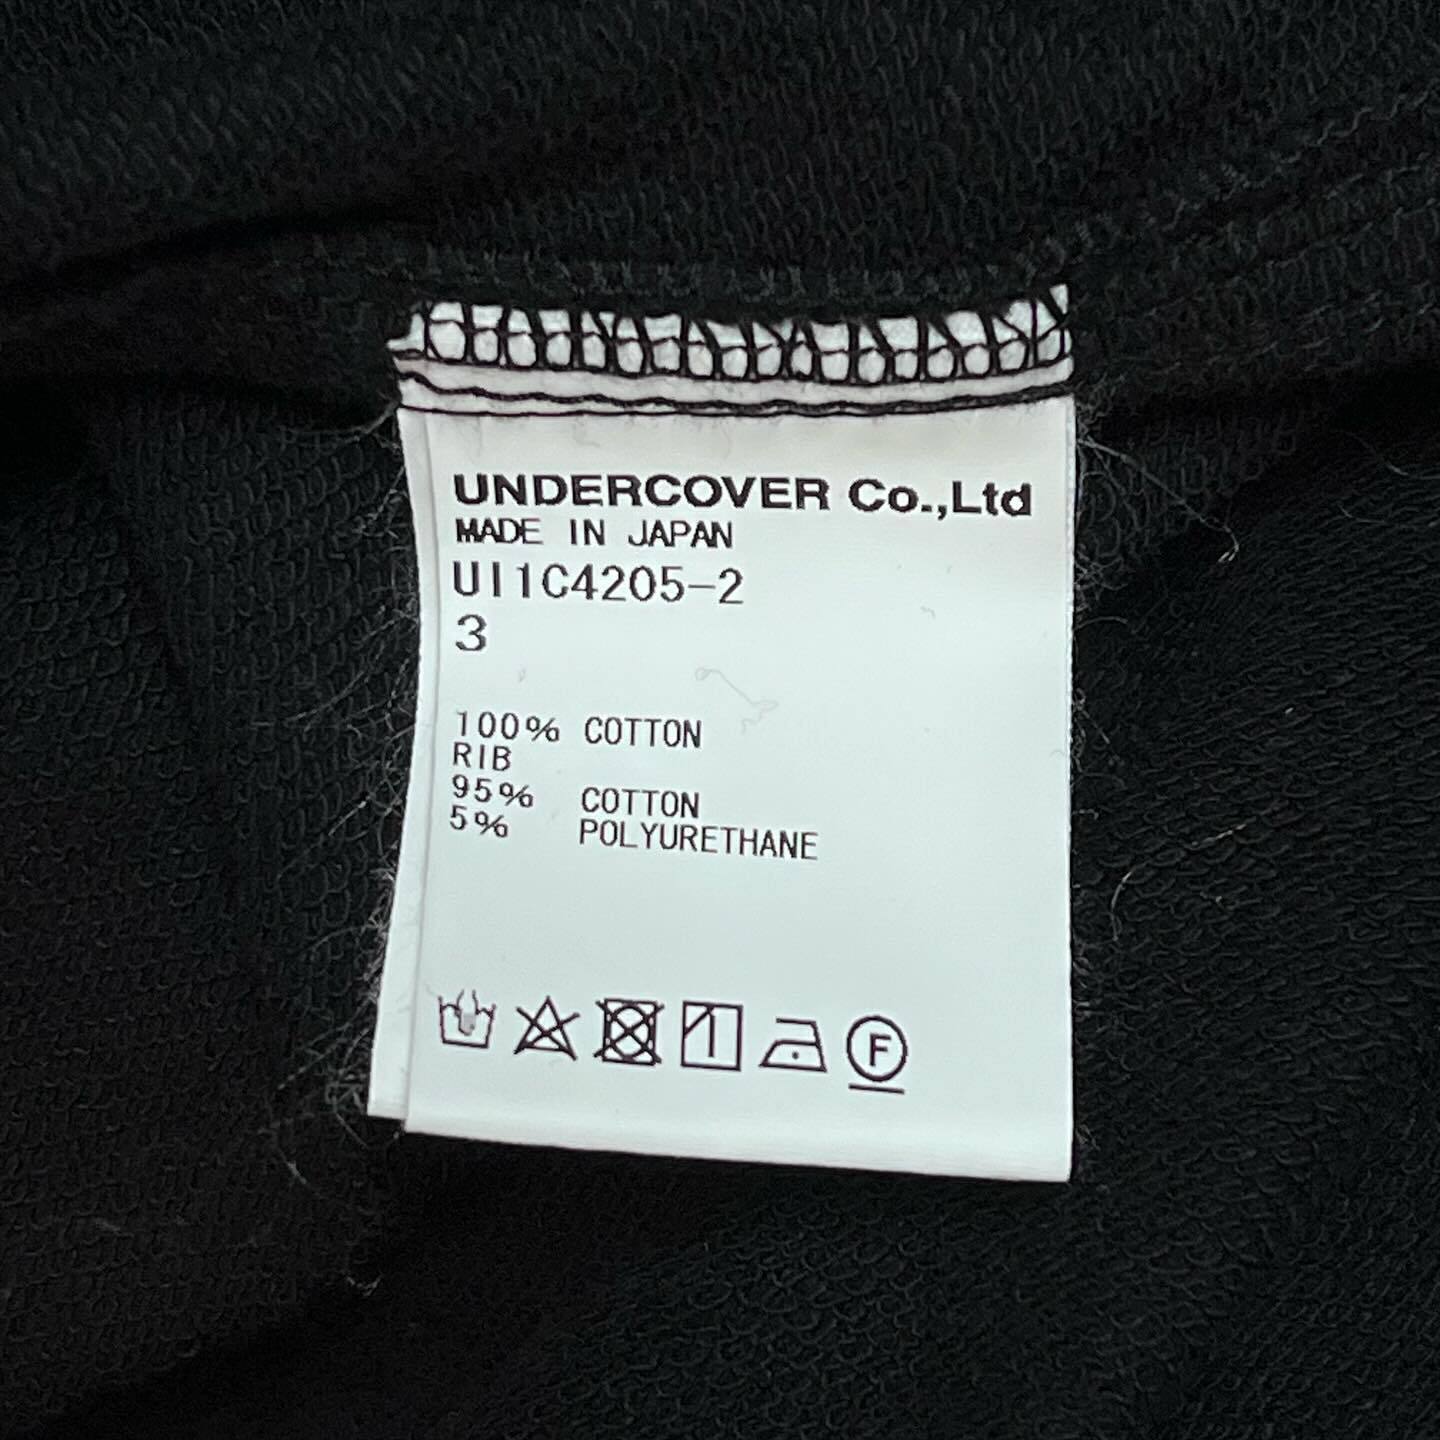 UNDERCOVER Co.,Ltd
MADE IN JAPAN
UI1C4205-2
3
100% COTTON
RIB
95% COTTON
5% POLYURETHANE
F